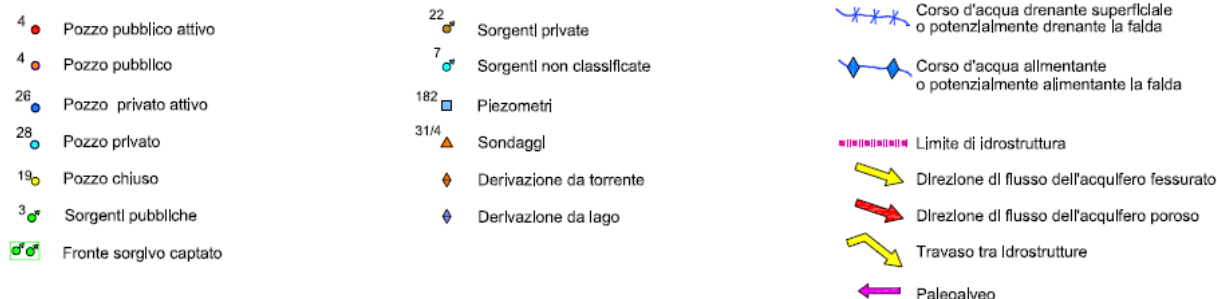 4 Pozzo pubblico attivo
4 Pozzo pubblico
26 Pozzo privato attivo
28 Pozzo privato
19 Pozzo chiuso
3 Sorgenti pubbliche
Fronte sorgivo captato
22 Sorgenti private
7 Sorgenti non classificate
182 Piezometri
31/4 Sondaggi
Derivazione da torrente
Derivazione da lago
Corso d'acqua drenante superficiale
o potenzialmente drenante la falda
Corso d'acqua alimentante
o potenzialmente alimentante la falda
Limite di idrostruttura
Direzione di flusso dell'acquifero fessurato
Direzione di flusso dell'acquifero poroso
Travaso tra idrostrutture
Paleoalveo